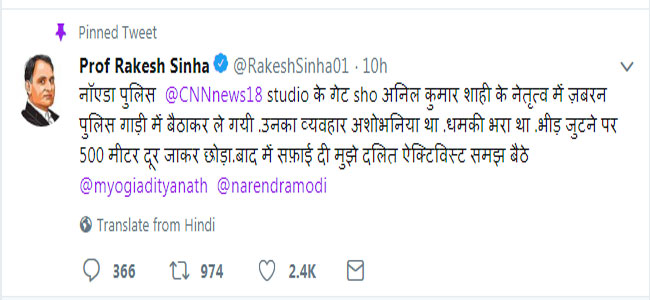 Pinned Tweet
Prof Rakesh Sinha @RakeshSinha01 · 10h
नॉएडा पुलिस @CNNnews18 studio के गेट sho अनिल कुमार शाही के नेतृत्व में ज़बरन
पुलिस गाड़ी में बैठाकर ले गयी .उनका व्यवहार अशोभनिया था .धमकी भरा था .भीड़ जुटने पर
500 मीटर दूर जाकर छोड़ा.बाद में सफ़ाई दी मुझे दलित ऐक्टिविस्ट समझ बैठे
@myogiadityanath @narendramodi
Translate from Hindi
366 974 2.4K